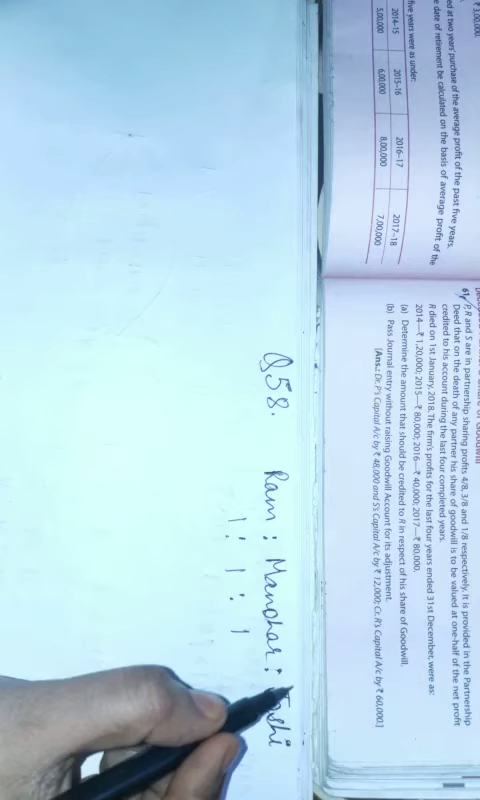 ₹ 3,00,000.
ed at two years' purchase of the average profit of the past five years.
e date of retirement be calculated on the basis of average profit of the
five years were as under:
2014-15 2015-16 2016-17 2017-18
5,00,000 6,00,000 8,00,000 7,00,000
61. P, R and S are in partnership sharing profits 4/8, 3/8 and 1/8 respectively. It is provided in the Partnership
Deed that on the death of any partner his share of goodwill is to be valued at one-half of the net profit
credited to his account during the last four completed years.
R died on 1st January, 2018. The firm's profits for the last four years ended 31st December, were as:
2014—₹ 1,20,000; 2015—₹ 80,000; 2016—₹ 40,000; 2017—₹ 80,000.
(a) Determine the amount that should be credited to R in respect of his share of Goodwill.
(b) Pass Journal entry without raising Goodwill Account for its adjustment.
[Ans.: Dr. P's Capital A/c by ₹ 48,000 and S's Capital A/c by ₹ 12,000; Cr. R's Capital A/c by ₹ 60,000.]
Q58. Ram : Manohar :
1 : 1 : 1